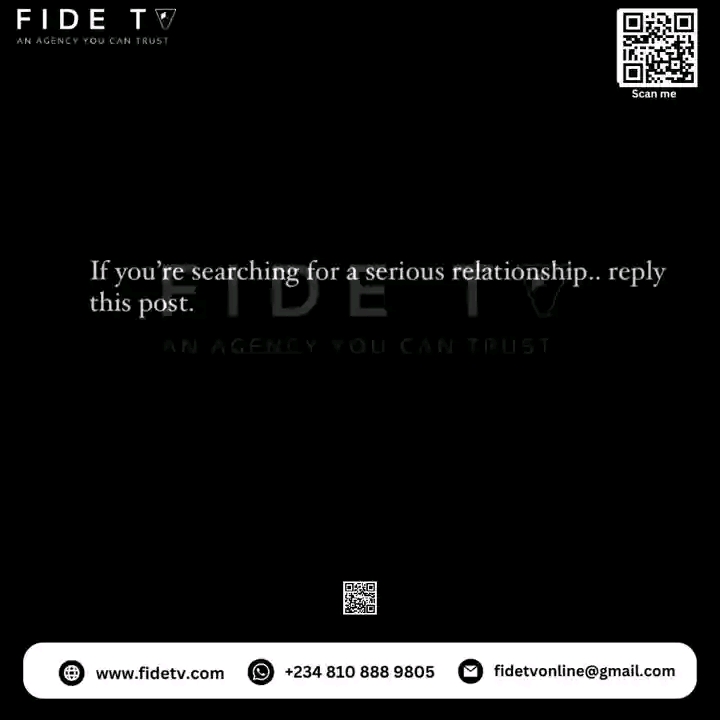 FIDE TV
AN AGENCY YOU CAN TRUST
Scan me
If you’re searching for a serious relationship.. reply
this post.
FIDE TV
AN AGENCY YOU CAN TRUST
www.fidetv.com
+234 810 888 9805
fidetvonline@gmail.com